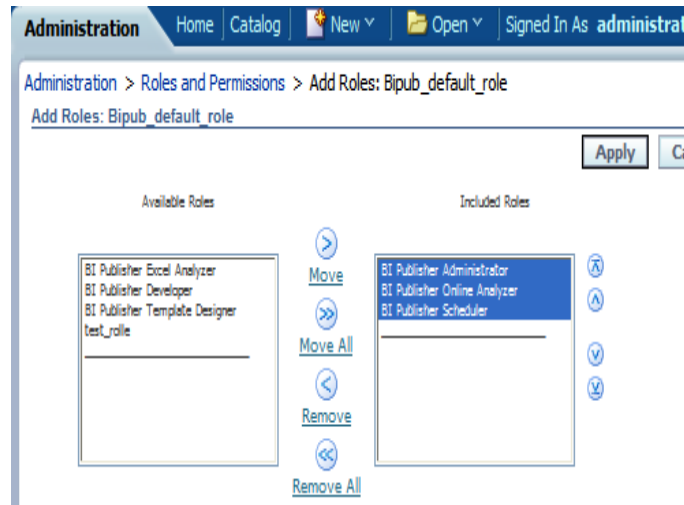 Administration Home Catalog New Open Signed In As administrat
Administration > Roles and Permissions > Add Roles: Bipub_default_role
Add Roles: Bipub_default_role
Apply Ca
Available Roles Included Roles
BI Publisher Excel Analyzer
BI Publisher Developer
BI Publisher Template Designer
test_rolle
Move
Move All
Remove
Remove All
BI Publisher Administrator
BI Publisher Online Analyzer
BI Publisher Scheduler